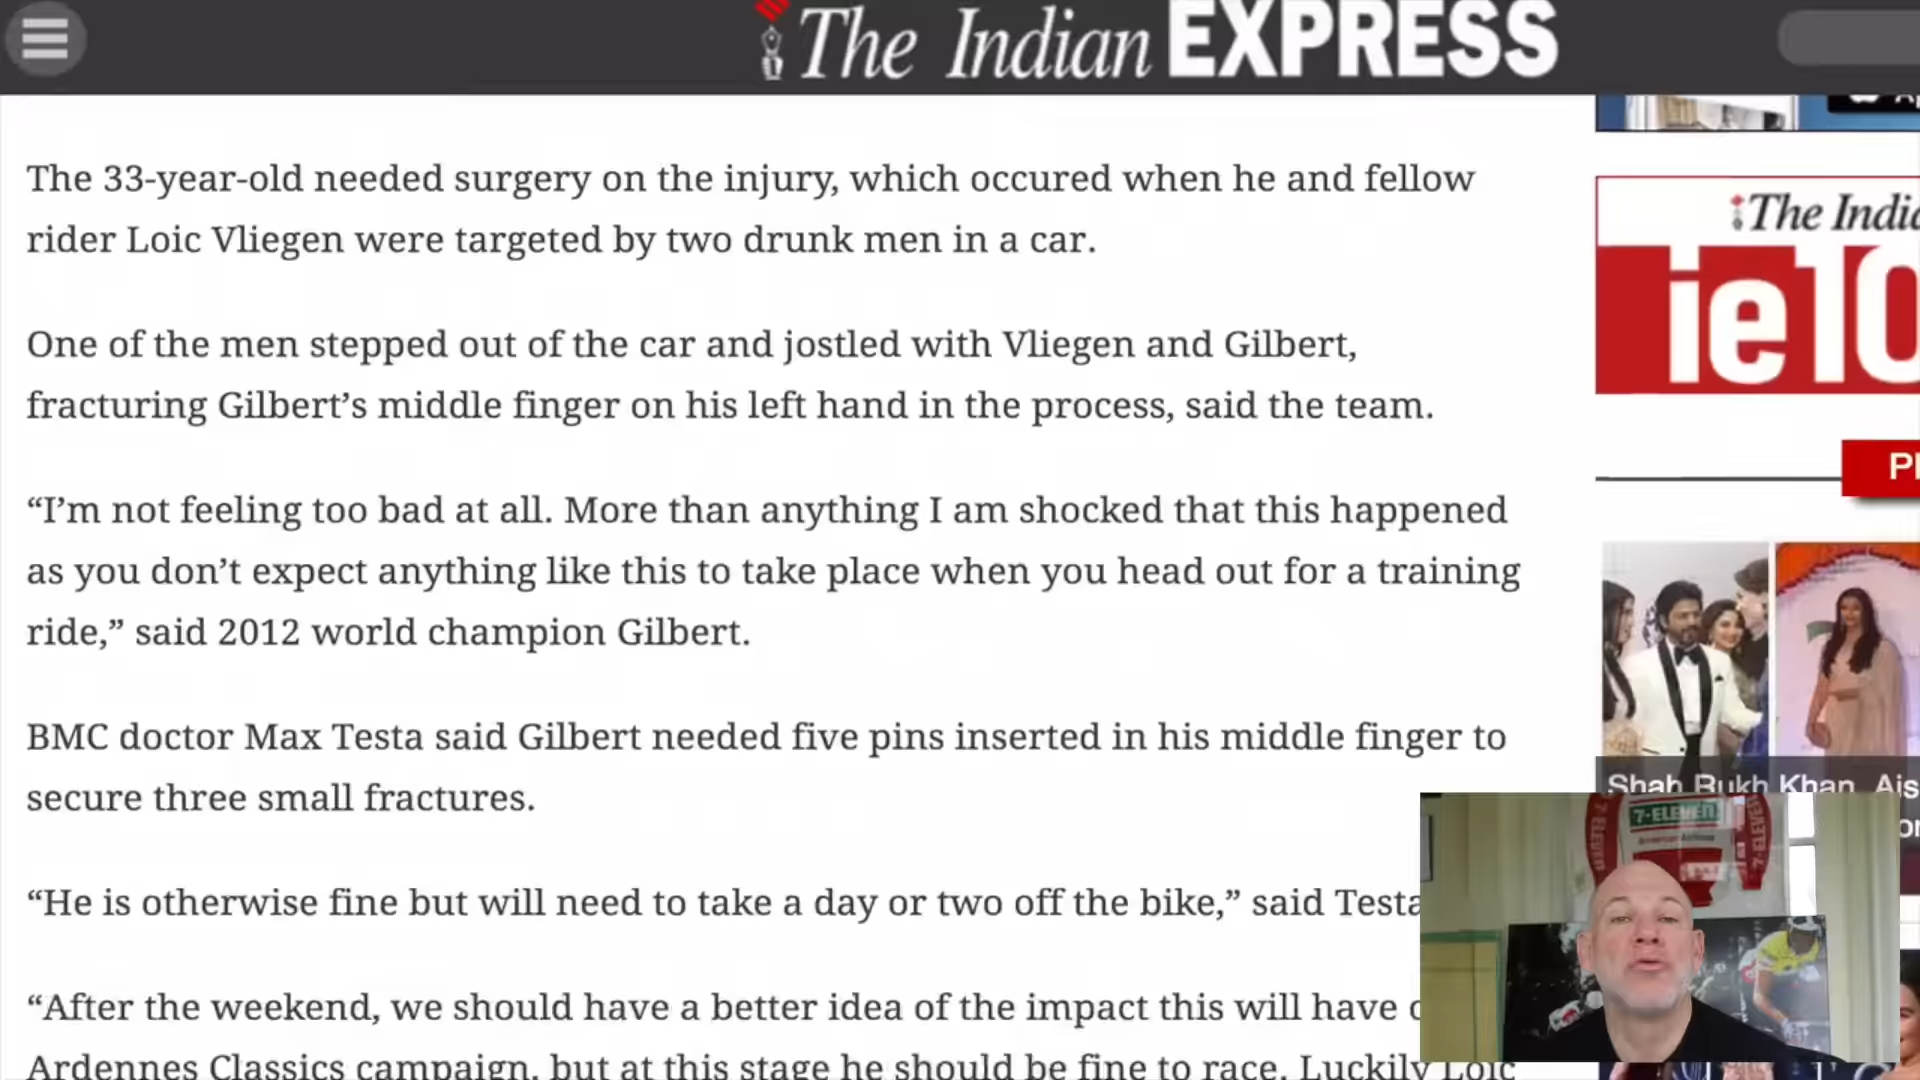 The Indian EXPRESS
The 33-year-old needed surgery on the injury, which occured when he and fellow
rider Loic Vliegen were targeted by two drunk men in a car.
One of the men stepped out of the car and jostled with Vliegen and Gilbert,
fracturing Gilbert’s middle finger on his left hand in the process, said the team.
“I’m not feeling too bad at all. More than anything I am shocked that this happened
as you don’t expect anything like this to take place when you head out for a training
ride,” said 2012 world champion Gilbert.
BMC doctor Max Testa said Gilbert needed five pins inserted in his middle finger to
secure three small fractures.
“He is otherwise fine but will need to take a day or two off the bike,” said Testa
“After the weekend, we should have a better idea of the impact this will have
Ardennes Classics campaign, but at this stage he should be fine to race. Luckily Loic
The Indi
ie10
Shah Rukh Khan, Ais
7-ELEVEN
American Airlines
7-ELEVEN
7-ELEVEN